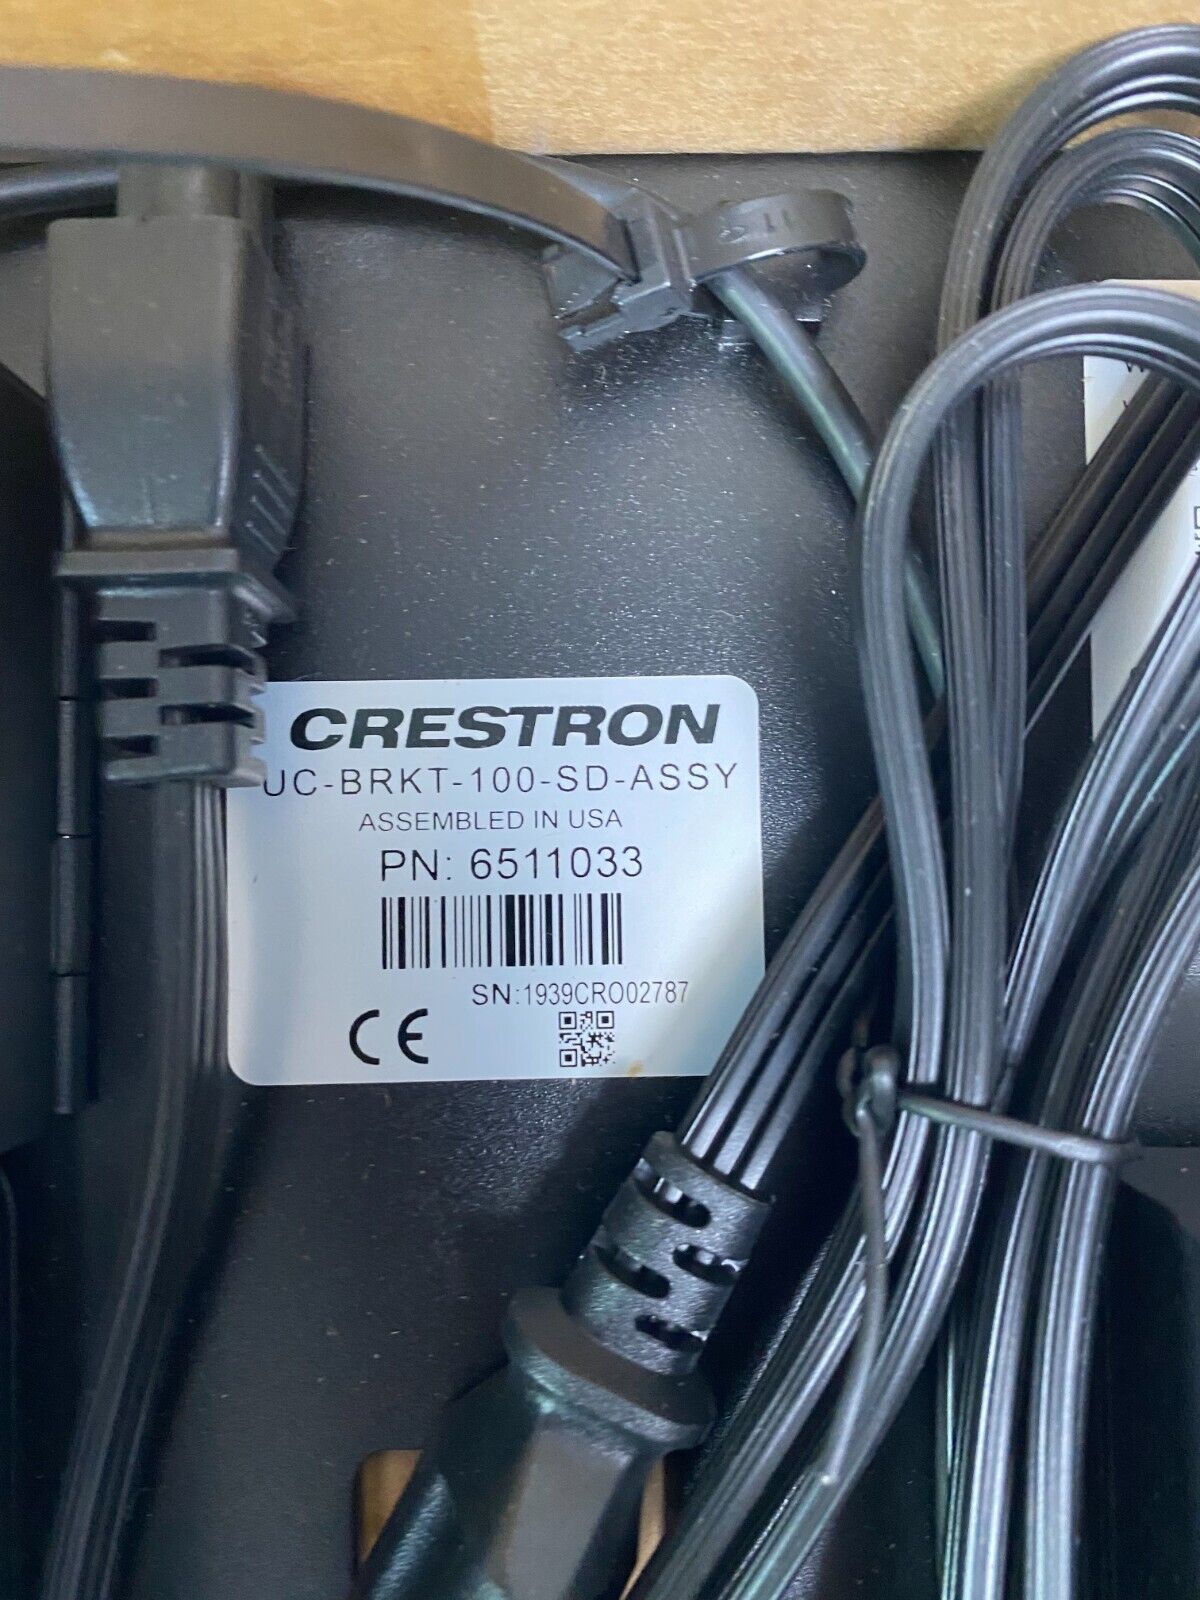 CRESTRON
UC-BRKT-100-SD-ASSY
ASSEMBLED IN USA
PN: 6511033
SN:1939CRO02787
CE